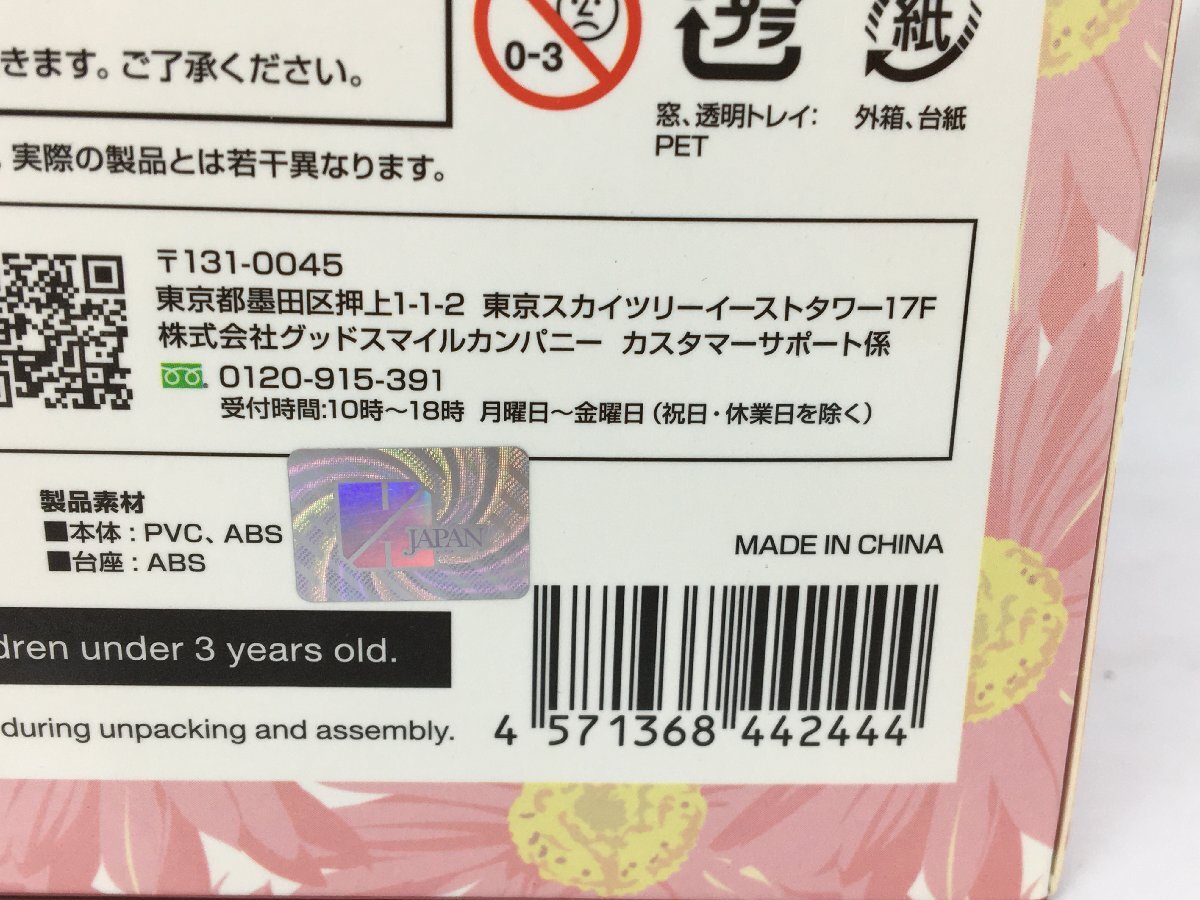 きます。ご了承ください。
0-3
プラ
紙
窓、透明トレイ:
PET
外箱、台紙
実際の製品とは若干異なります。
〒131-0045
東京都墨田区押上1-1-2 東京スカイツリーイーストタワー17F
株式会社グッドスマイルカンパニー カスタマーサポート係
0120-915-391
受付時間:10時～18時 月曜日～金曜日(祝日・休業日を除く)
製品素材
■本体:PVC、ABS
■台座:ABS
JAPAN
MADE IN CHINA
under 3 years old.
during unpacking and assembly.
4 571368 442444